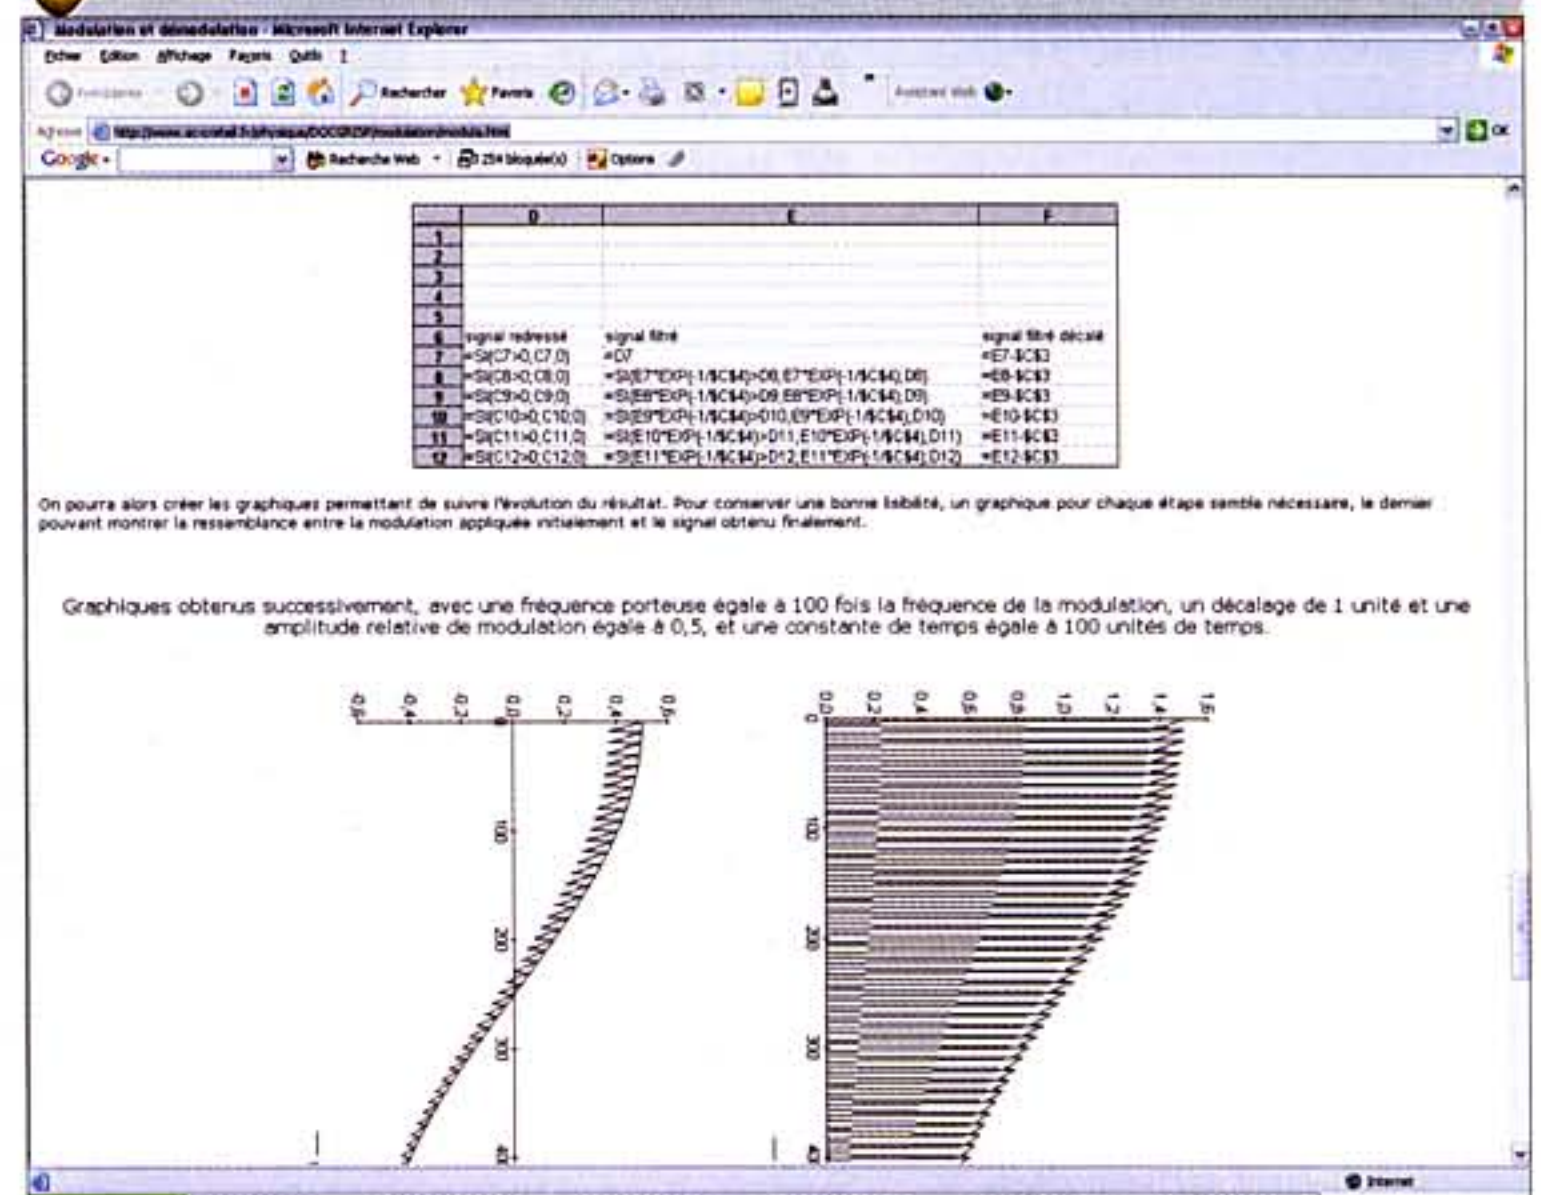 Modulation et démodulation - Microsoft Internet Explorer
Fichier Edition Affichage Favoris Outils ?
Précédente Rechercher Favoris
Adresse
OK
Google Recherche Web 254 bloquée(s) Options
D E F
1
2
3
4
5
6 signal redressé signal filtré signal filtré décalé
7 =SI(C7>0;C7;0) =D7 =E7-$C$3
8 =SI(C8>0;C8;0) =SI(E7*EXP(-1/$C$4)>D8;E7*EXP(-1/$C$4);D8) =E8-$C$3
9 =SI(C9>0;C9;0) =SI(E8*EXP(-1/$C$4)>D9;E8*EXP(-1/$C$4);D9) =E9-$C$3
10 =SI(C10>0;C10;0) =SI(E9*EXP(-1/$C$4)>D10;E9*EXP(-1/$C$4);D10) =E10-$C$3
11 =SI(C11>0;C11;0) =SI(E10*EXP(-1/$C$4)>D11;E10*EXP(-1/$C$4);D11) =E11-$C$3
12 =SI(C12>0;C12;0) =SI(E11*EXP(-1/$C$4)>D12;E11*EXP(-1/$C$4);D12) =E12-$C$3
On pourra alors créer les graphiques permettant de suivre l'évolution du résultat. Pour conserver une bonne lisibilité, un graphique pour chaque étape semble nécessaire, le dernier
pouvant montrer la ressemblance entre la modulation appliquée initialement et le signal obtenu finalement.
Graphiques obtenus successivement, avec une fréquence porteuse égale à 100 fois la fréquence de la modulation, un décalage de 1 unité et une
amplitude relative de modulation égale à 0,5, et une constante de temps égale à 100 unités de temps.
-0,6 -0,4 -0,2 0,0 0,2 0,4 0,6
0
100
200
300
0,0 0,2 0,4 0,6 0,8 1,0 1,2 1,4 1,6
0
100
200
300
Internet